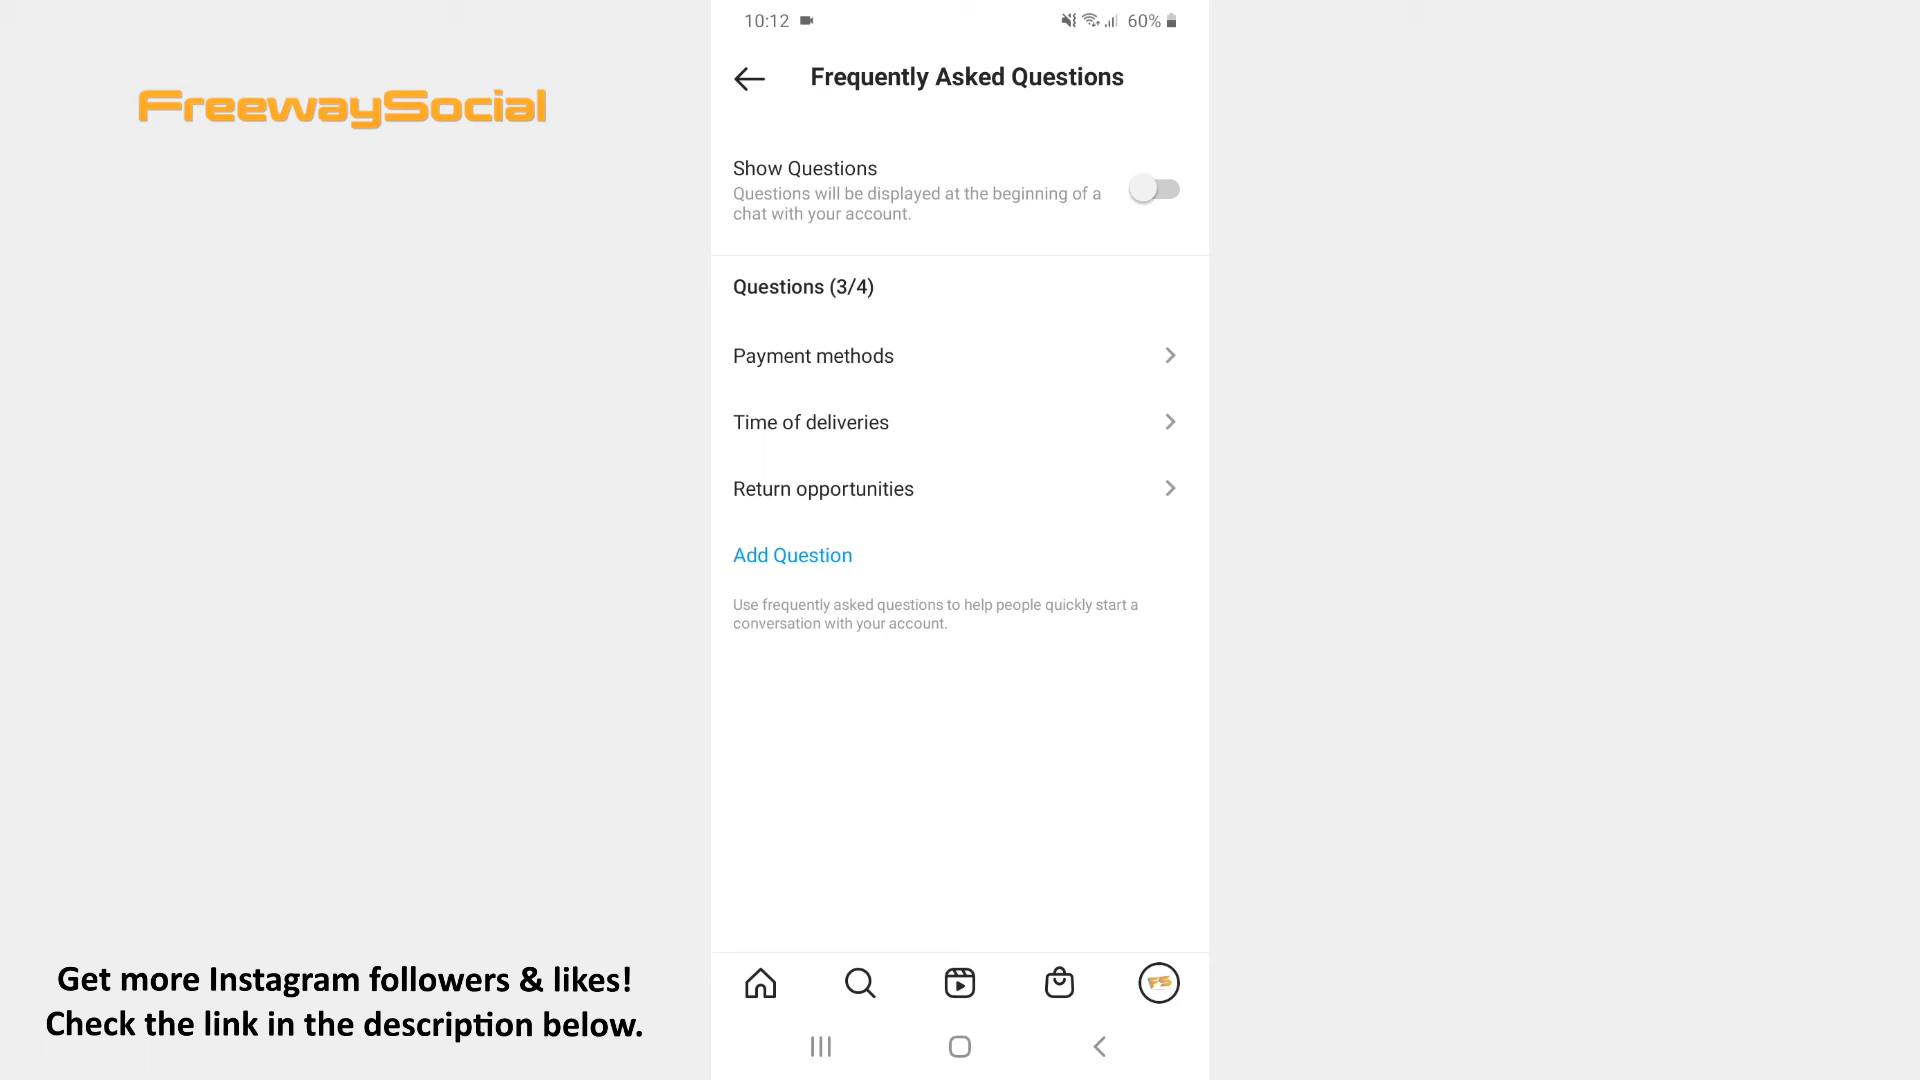 10:12
60%
FreewaySocial
Frequently Asked Questions
Show Questions
Questions will be displayed at the beginning of a
chat with your account.
Questions (3/4)
Payment methods
Time of deliveries
Return opportunities
Add Question
Use frequently asked questions to help people quickly start a
conversation with your account.
FS
Get more Instagram followers & likes!
Check the link in the description below.